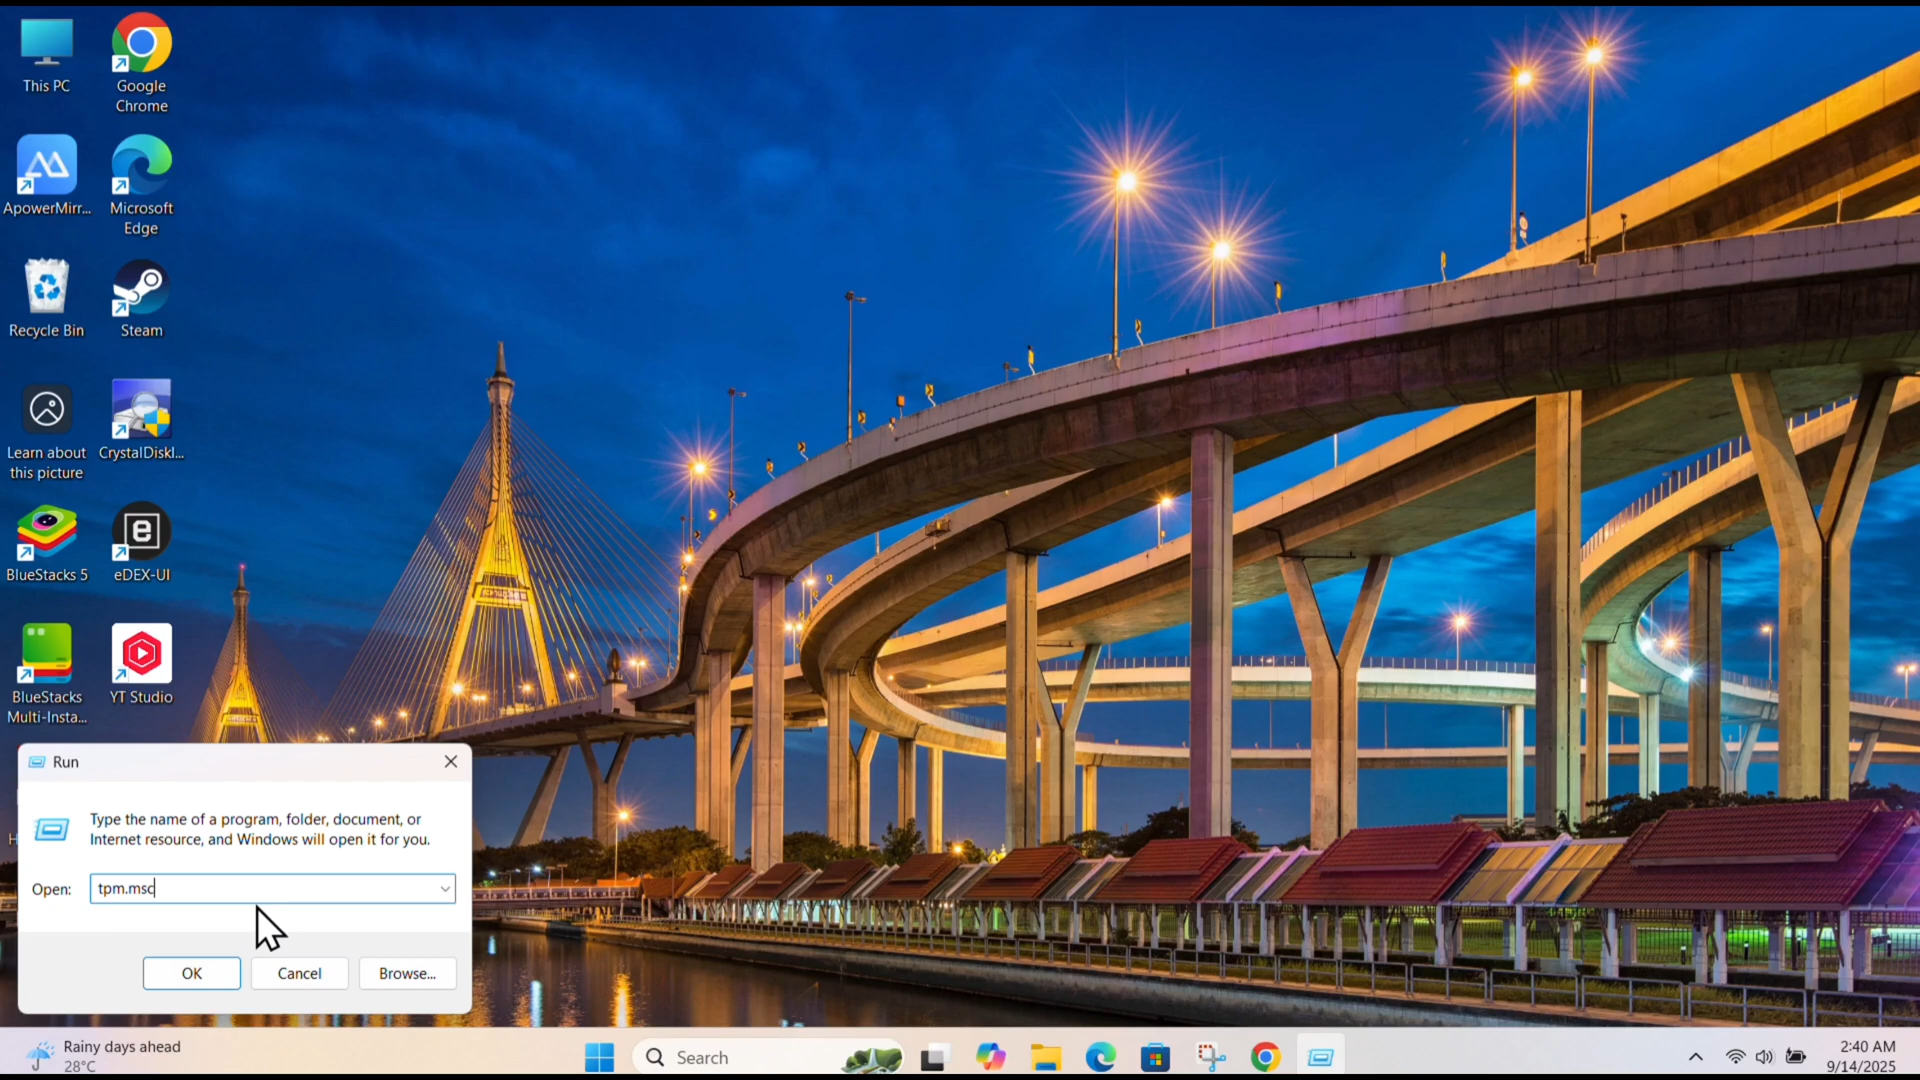 This PC
Google
Chrome
ApowerMirr...
Microsoft
Edge
Recycle Bin
Steam
Learn about
this picture
CrystalDiskI...
BlueStacks 5
eDEX-UI
BlueStacks
Multi-Insta...
YT Studio
Run
Type the name of a program, folder, document, or
Internet resource, and Windows will open it for you.
Open:
tpm.msc
OK
Cancel
Browse...
Rainy days ahead
28°C
Search
2:40 AM
9/14/2025